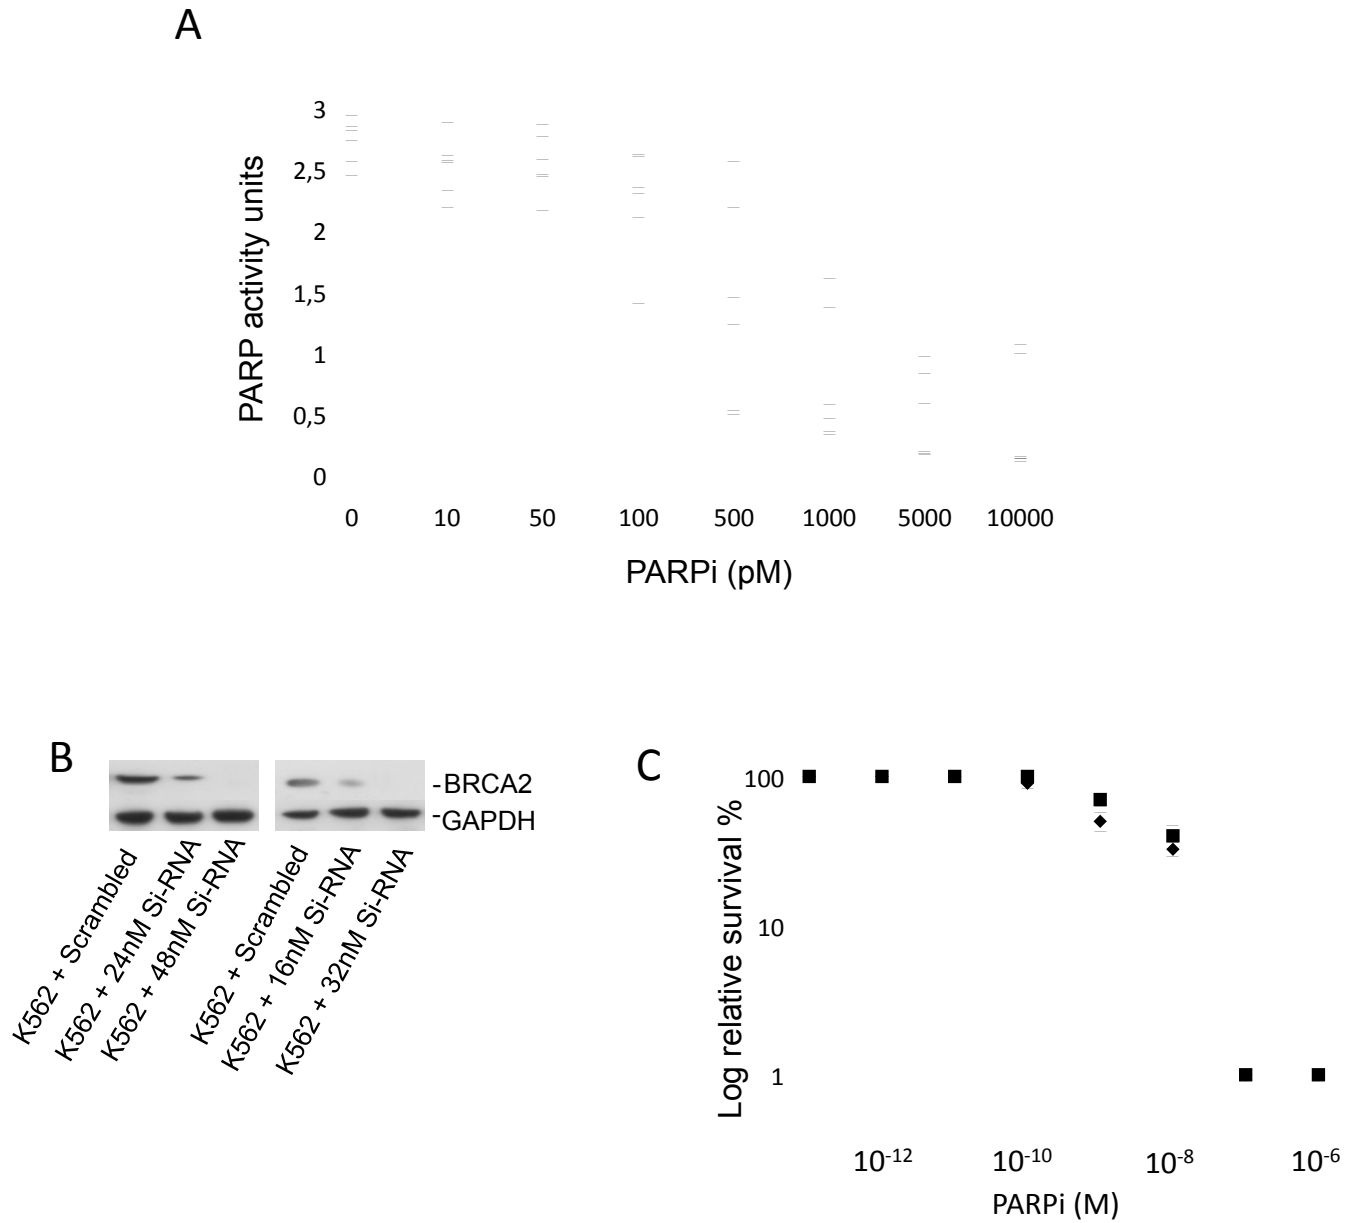 A
PARP activity units
3
2,5
2
1,5
1
0,5
0
0 10 50 100 500 1000 5000 10000
PARPi (pM)
B
-BRCA2
-GAPDH
K562 + Scrambled
K562 + 24nM Si-RNA
K562 + 48nM Si-RNA
K562 + Scrambled
K562 + 16nM Si-RNA
K562 + 32nM Si-RNA
C
Log relative survival %
100
10
1
10-12 10-10 10-8 10-6
PARPi (M)